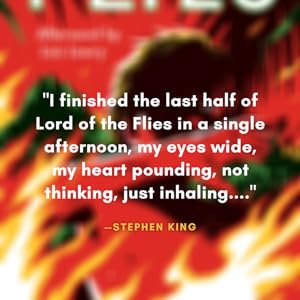 "I finished the last half of
Lord of the Flies in a single
afternoon, my eyes wide,
my heart pounding, not
thinking, just inhaling...."
—STEPHEN KING